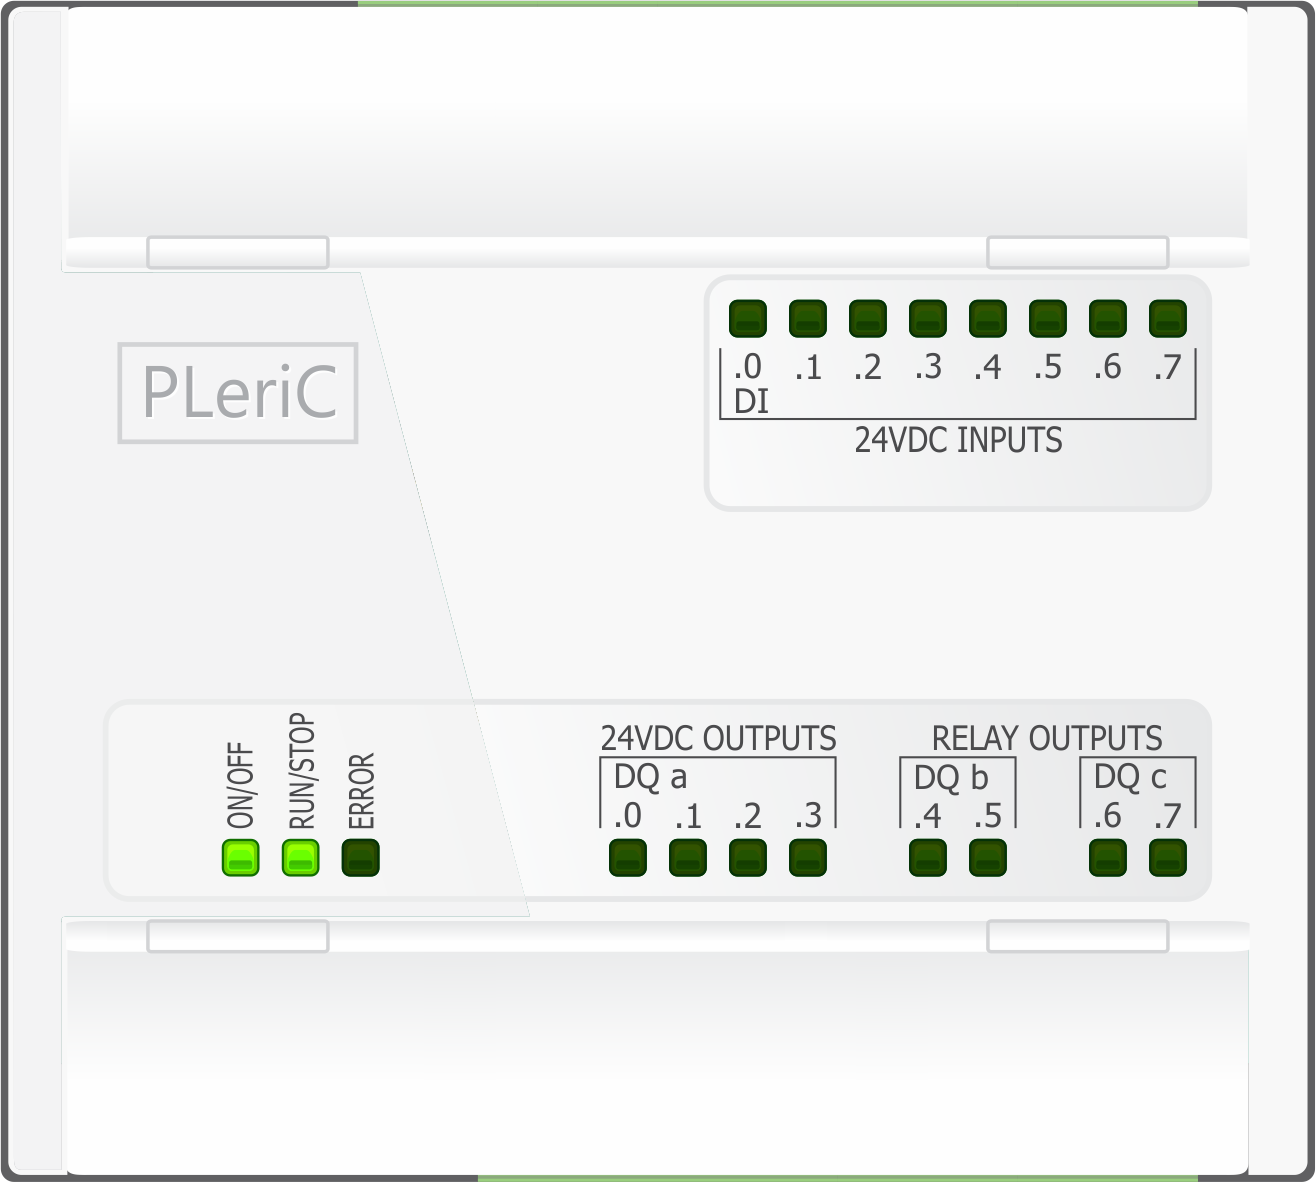 PLeriC
.0 .1 .2 .3 .4 .5 .6 .7
DI
24VDC INPUTS
ON/OFF
RUN/STOP
ERROR
24VDC OUTPUTS
DQ a
.0 .1 .2 .3
RELAY OUTPUTS
DQ b
.4 .5
DQ c
.6 .7